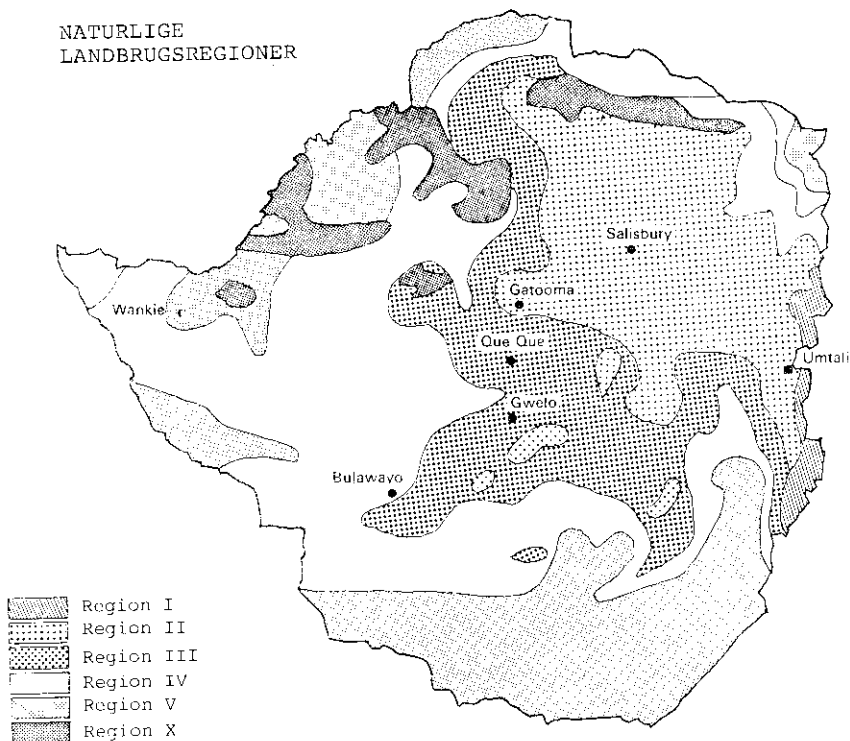 NATURLIGE
LANDBRUGSREGIONER
Salisbury
Gatooma
Wankie
Que Que
Umtali
Gwelo
Bulawayo
Region I
Region II
Region III
Region IV
Region V
Region X